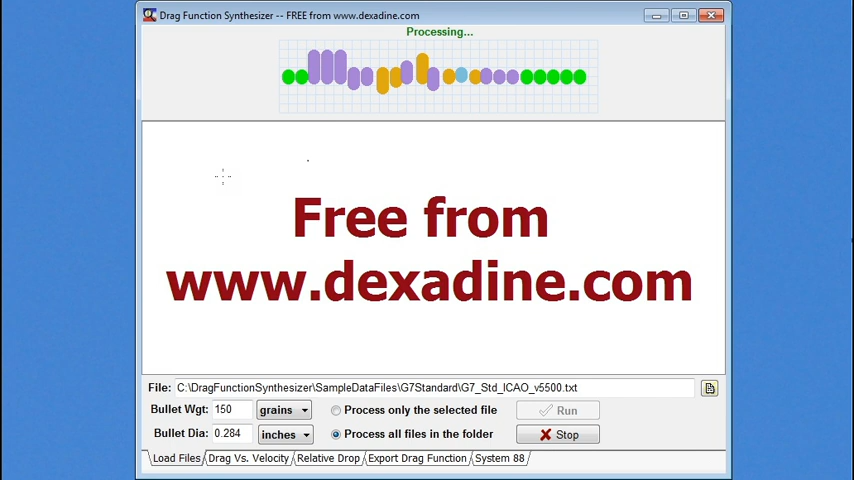 Drag Function Synthesizer -- FREE from www.dexadine.com
Processing...
Free from
www.dexadine.com
File: C:\DragFunctionSynthesizer\SampleDataFiles\G7Standard\G7_Std_ICAO_v5500.txt
Bullet Wgt: 150 grains Process only the selected file Run
Bullet Dia: 0.284 inches Process all files in the folder Stop
Load Files Drag Vs. Velocity Relative Drop Export Drag Function System 88